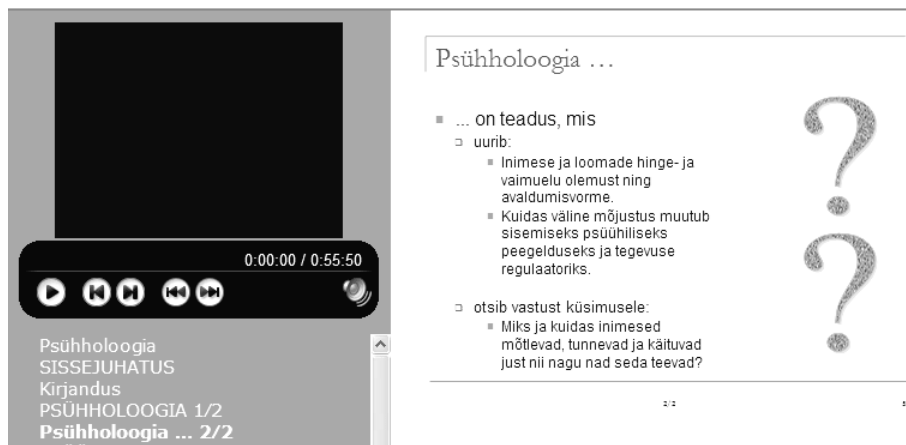 0:00:00 / 0:55:50
Psühholoogia
SISSEJUHATUS
Kirjandus
PSÜHHOLOOGIA 1/2
Psühholoogia ... 2/2
Psühholoogia ...
... on teadus, mis
uurib:
Inimese ja loomade hinge- ja
vaimuelu olemust ning
avaldumisvorme.
Kuidas väline mõjustus muutub
sisemiseks psüühiliseks
peegelduseks ja tegevuse
regulaatoriks.
otsib vastust küsimusele:
Miks ja kuidas inimesed
mõtlevad, tunnevad ja käituvad
just nii nagu nad seda teevad?
?
?
2/2